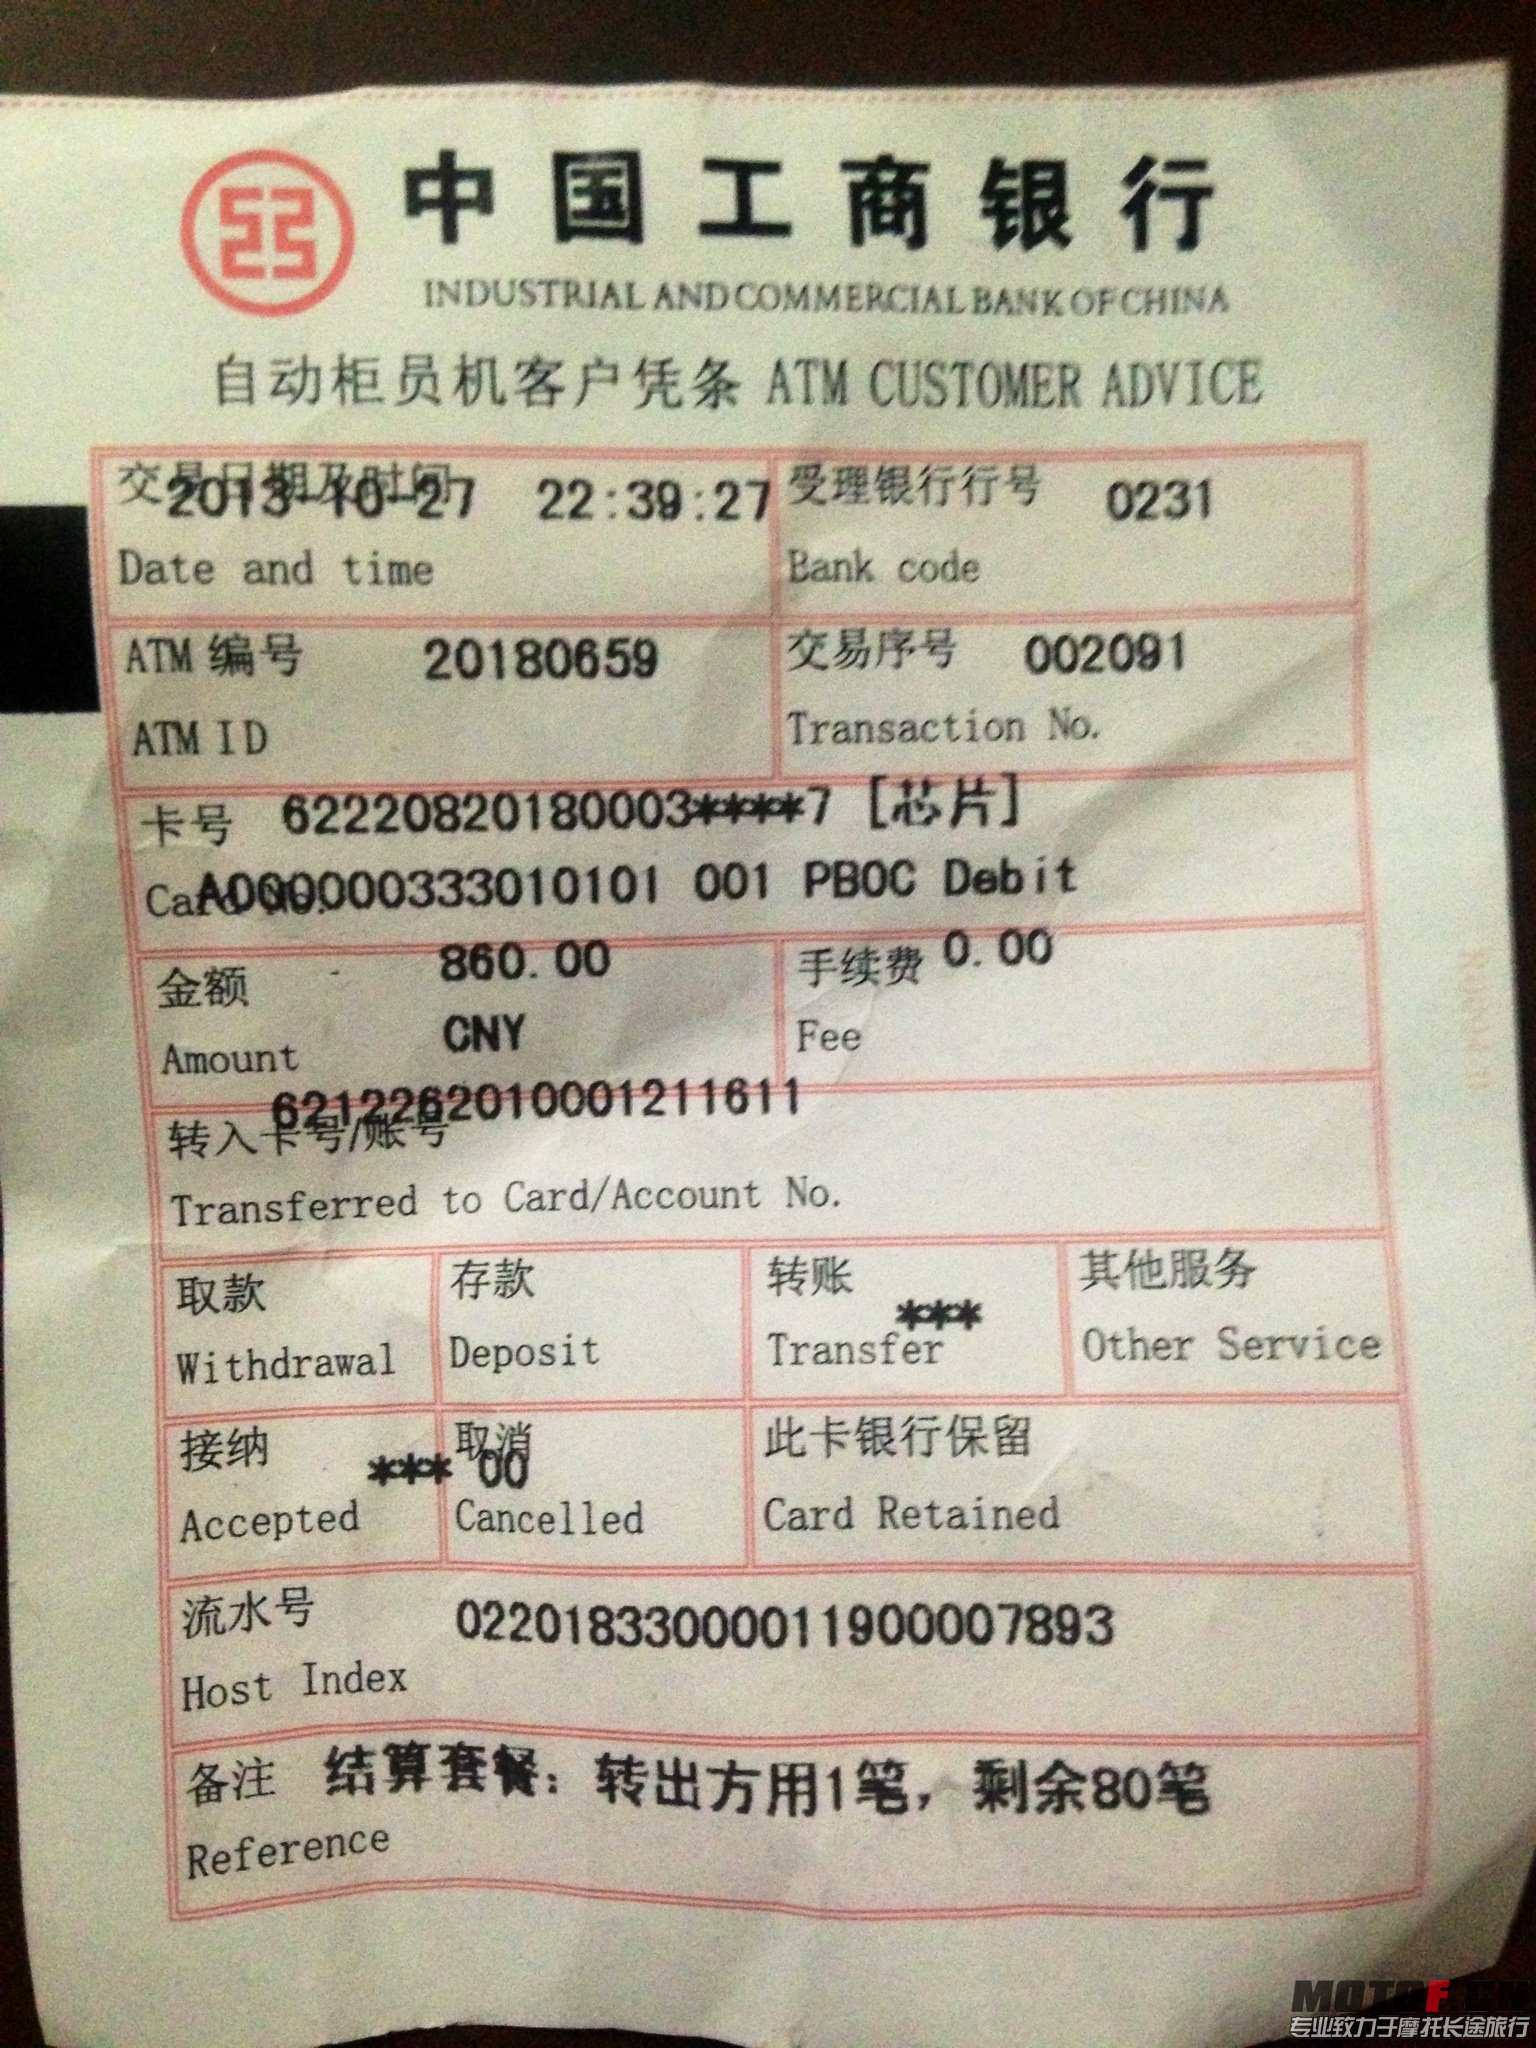 中国工商银行
INDUSTRIAL AND COMMERCIAL BANK OF CHINA
自动柜员机客户凭条 ATM CUSTOMER ADVICE
交易日期及时间 2013-10-27 22:39:27 受理银行行号 0231
Date and time Bank code
ATM 编号 20180659 交易序号 002091
ATM ID Transaction No.
卡号 62220820180003****7 [芯片]
Card No. A0000000333010101 001 PBOC Debit
金额 860.00 手续费 0.00
Amount CNY Fee
6212262010001211611
转入卡号/账号
Transferred to Card/Account No.
取款 存款 转账 其他服务
***
Withdrawal Deposit Transfer Other Service
接纳 取消 此卡银行保留
*** 00
Accepted Cancelled Card Retained
流水号 02201833000011900007893
Host Index
备注 结算套餐：转出方用1笔，剩余80笔
Reference
MOTOF.CN
专业致力于摩托长途旅行